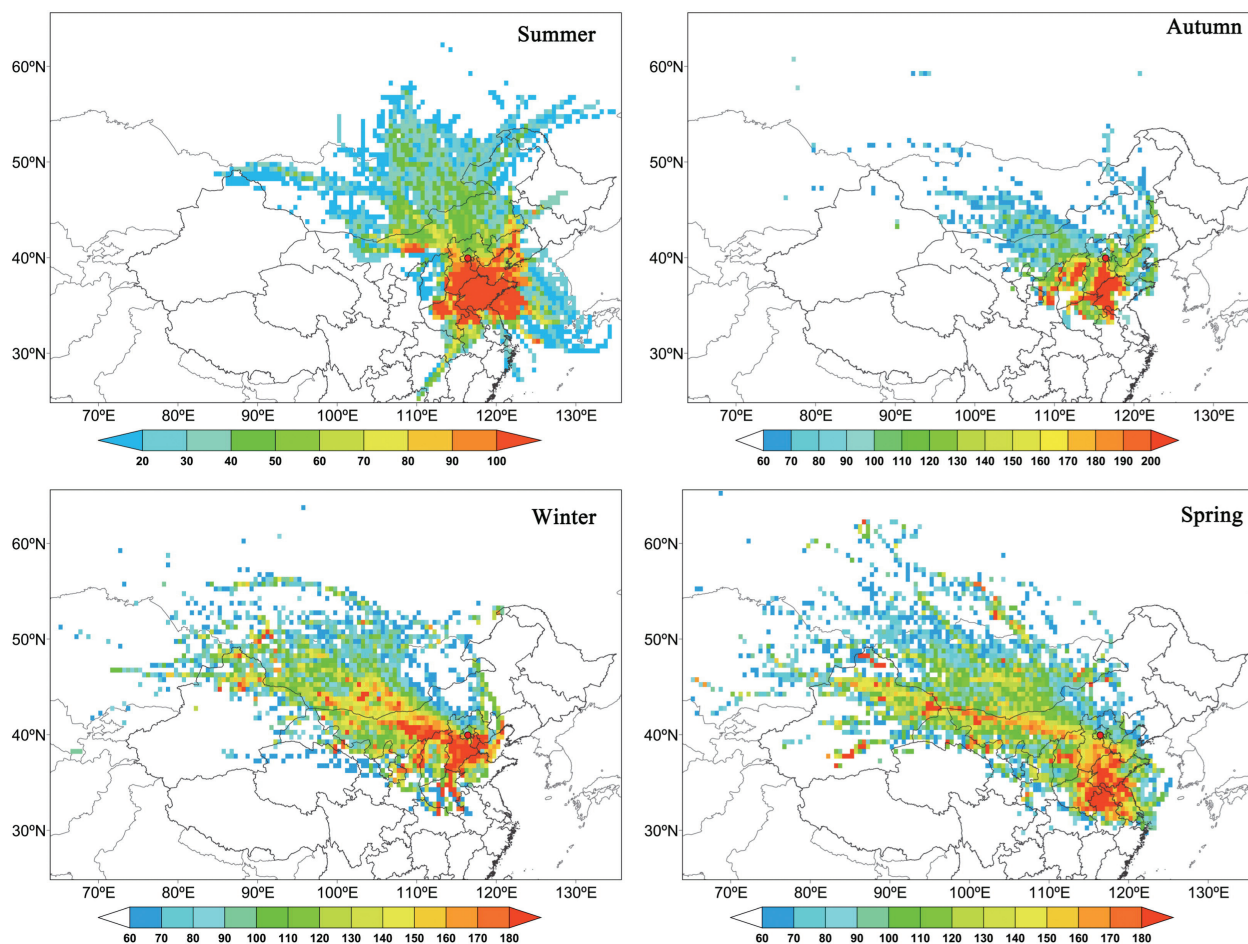 Summer
60ºN
50ºN
40ºN
30ºN
70ºE 80ºE 90ºE 100ºE 110ºE 120ºE 130ºE
20 30 40 50 60 70 80 90 100
Autumn
60ºN
50ºN
40ºN
30ºN
70ºE 80ºE 90ºE 100ºE 110ºE 120ºE 130ºE
60 70 80 90 100 110 120 130 140 150 160 170 180 190 200
Winter
60ºN
50ºN
40ºN
30ºN
70ºE 80ºE 90ºE 100ºE 110ºE 120ºE 130ºE
60 70 80 90 100 110 120 130 140 150 160 170 180
Spring
60ºN
50ºN
40ºN
30ºN
70ºE 80ºE 90ºE 100ºE 110ºE 120ºE 130ºE
60 70 80 90 100 110 120 130 140 150 160 170 180